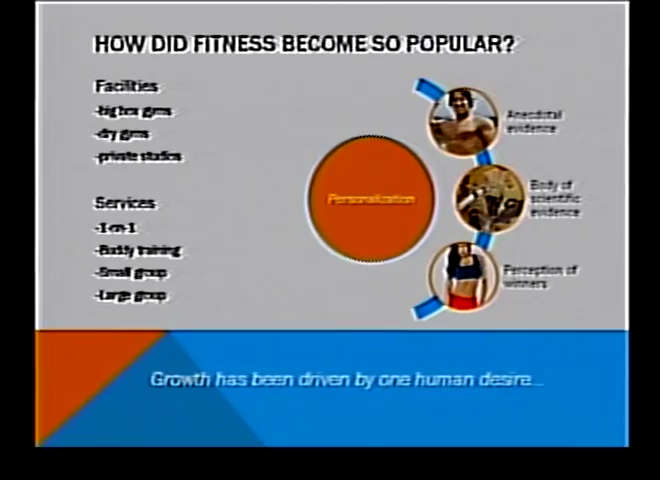 HOW DID FITNESS BECOME SO POPULAR?
Facilities
-big box gyms
-dry gyms
-private studios
Services
-1-on-1
-Buddy training
-Small group
-Large group
Personalization
Anecdotal
evidence
Body of
scientific
evidence
Perception of
winners
Growth has been driven by one human desire...